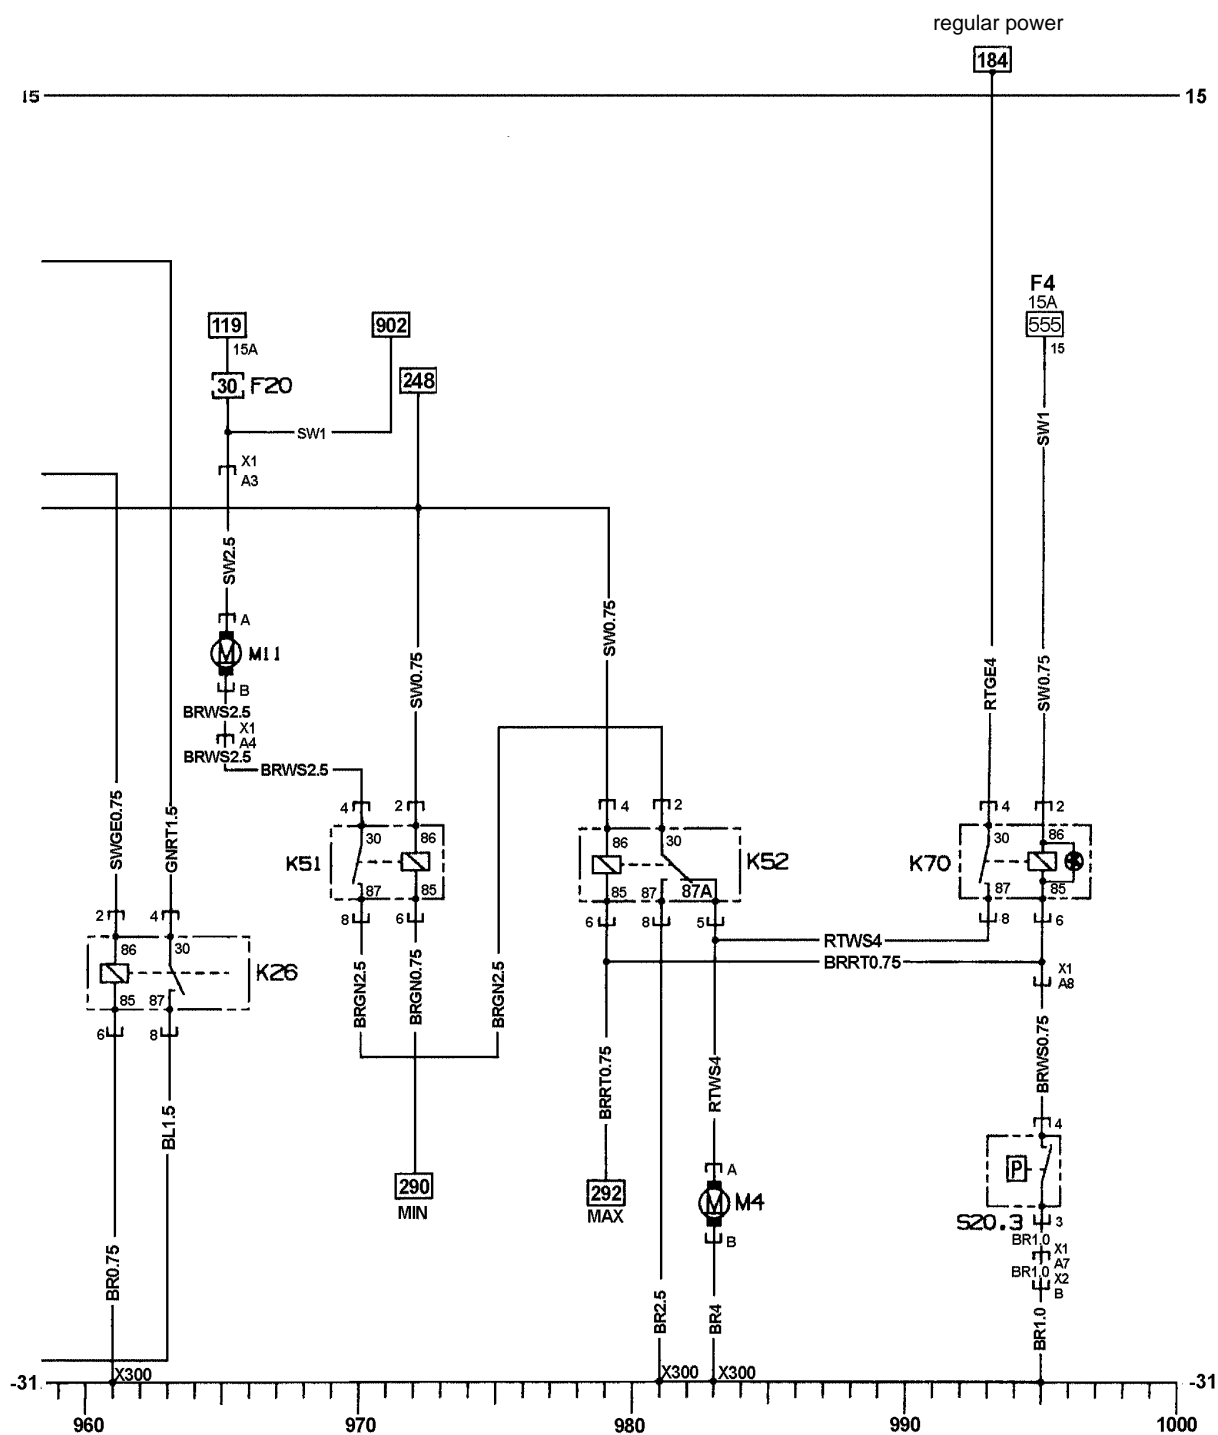 regular power
184
15
15
F4
15A
555
15
119
902
15A
248
30 F20
SW1
SW1
X1
A3
SW2.5
A
M M11
B
BRWS2.5
X1
A4
BRWS2.5
BRWS2.5
SW0.75
SW0.75
RTGE4
SW0.75
SWGE0.75
GNRT1.5
4
2
4
2
4
2
30
86
86
30
30
86
K51
K52
K70
87
85
85
87
87A
87
85
8
6
6
8
5
8
6
2
4
86
30
K26
85
87
6
8
RTWS4
BRRT0.75
X1
A8
BRGN2.5
BRGN0.75
BRGN2.5
BRRT0.75
RTWS4
BRWS0.75
BL1.5
4
P
S20.3
3
290
MIN
292
MAX
A
M M4
B
BR1.0
X1
A7
BR1.0
X2
B
BR0.75
BR2.5
BR4
BR1.0
X300
X300
X300
-31
-31
960
970
980
990
1000